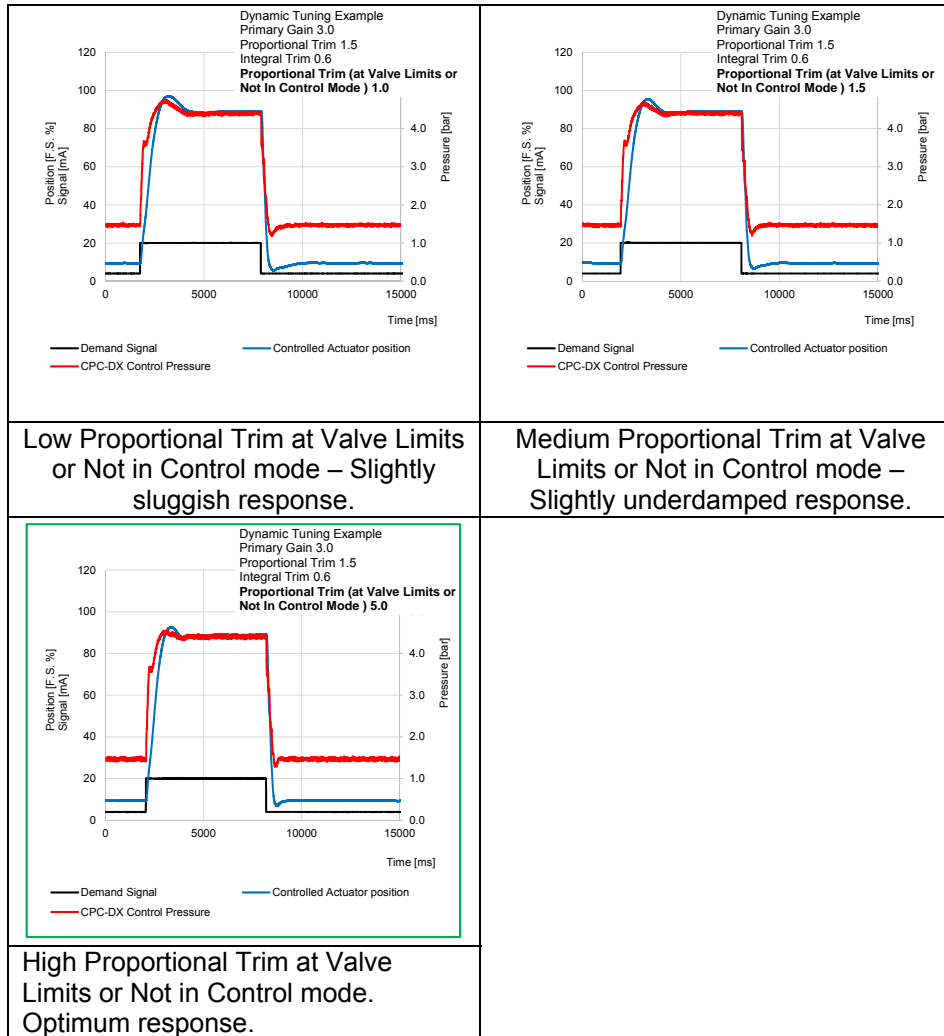 Dynamic Tuning Example
Primary Gain 3.0
Proportional Trim 1.5
Integral Trim 0.6
Proportional Trim (at Valve Limits or
Not In Control Mode ) 1.0
120
100
80
60
40
20
0
Position [F.S. %]
Signal [mA]
4.0
3.0
2.0
1.0
0.0
Pressure [bar]
0 5000 10000 15000
Time [ms]
Demand Signal Controlled Actuator position
CPC-DX Control Pressure
Low Proportional Trim at Valve Limits
or Not in Control mode – Slightly
sluggish response.
Dynamic Tuning Example
Primary Gain 3.0
Proportional Trim 1.5
Integral Trim 0.6
Proportional Trim (at Valve Limits or
Not In Control Mode ) 1.5
120
100
80
60
40
20
0
Position [F.S. %]
Signal [mA]
4.0
3.0
2.0
1.0
0.0
Pressure [bar]
0 5000 10000 15000
Time [ms]
Demand Signal Controlled Actuator position
CPC-DX Control Pressure
Medium Proportional Trim at Valve
Limits or Not in Control mode –
Slightly underdamped response.
Dynamic Tuning Example
Primary Gain 3.0
Proportional Trim 1.5
Integral Trim 0.6
Proportional Trim (at Valve Limits or
Not In Control Mode ) 5.0
120
100
80
60
40
20
0
Position [F.S. %]
Signal [mA]
4.0
3.0
2.0
1.0
0.0
Pressure [bar]
0 5000 10000 15000
Time [ms]
Demand Signal Controlled Actuator position
CPC-DX Control Pressure
High Proportional Trim at Valve
Limits or Not in Control mode.
Optimum response.